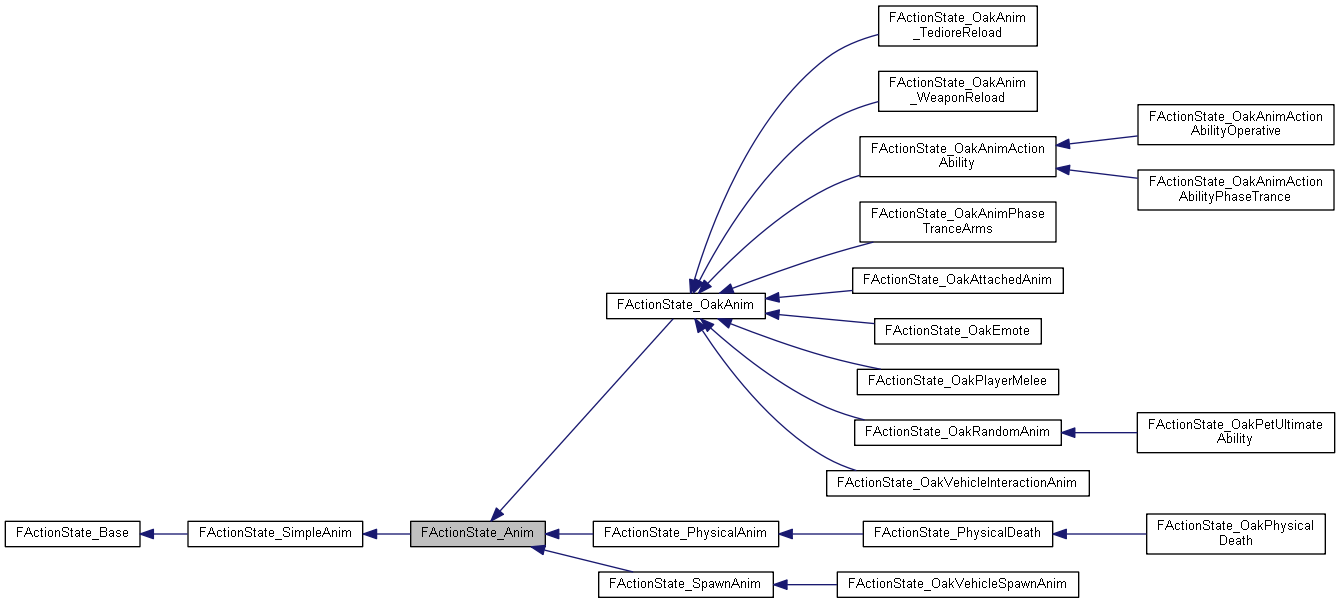 FActionState_OakAnim
_TedioreReload
FActionState_OakAnim
_WeaponReload
FActionState_OakAnimAction
AbilityOperative
FActionState_OakAnimAction
Ability
FActionState_OakAnimAction
AbilityPhaseTrance
FActionState_OakAnimPhase
TranceArms
FActionState_OakAttachedAnim
FActionState_OakAnim
FActionState_OakEmote
FActionState_OakPlayerMelee
FActionState_OakRandomAnim
FActionState_OakPetUltimate
Ability
FActionState_OakVehicleInteractionAnim
FActionState_Base
FActionState_SimpleAnim
FActionState_Anim
FActionState_PhysicalAnim
FActionState_PhysicalDeath
FActionState_OakPhysical
Death
FActionState_SpawnAnim
FActionState_OakVehicleSpawnAnim